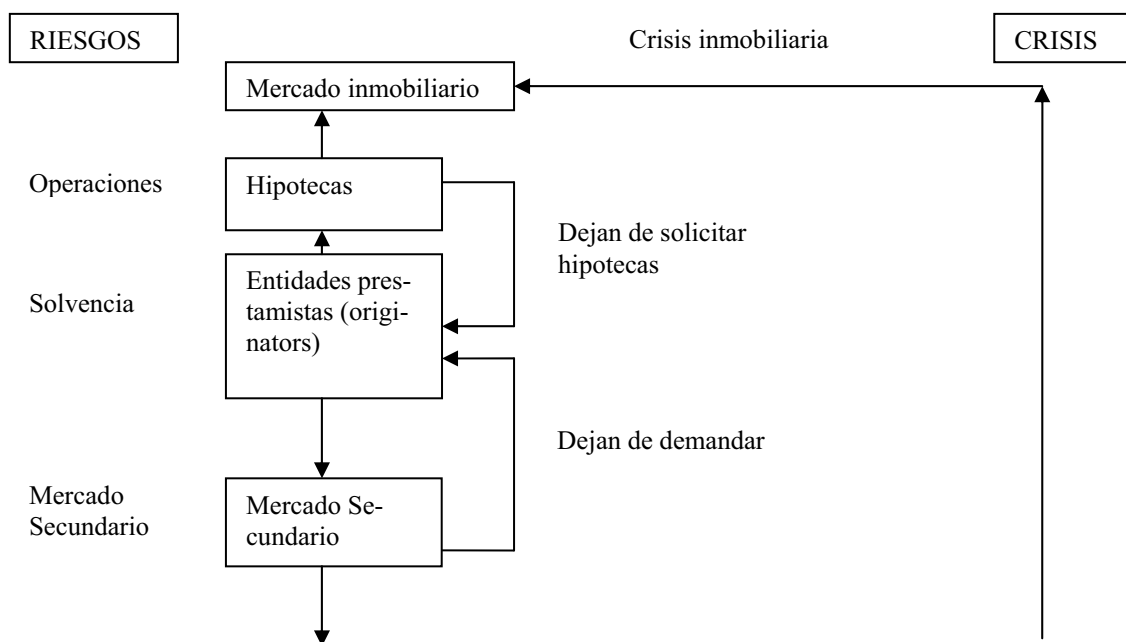 RIESGOS
Crisis inmobiliaria
CRISIS
Mercado inmobiliario
Operaciones
Hipotecas
Dejan de solicitar
hipotecas
Solvencia
Entidades pres-
tamistas (origi-
nators)
Dejan de demandar
Mercado
Secundario
Mercado Se-
cundario